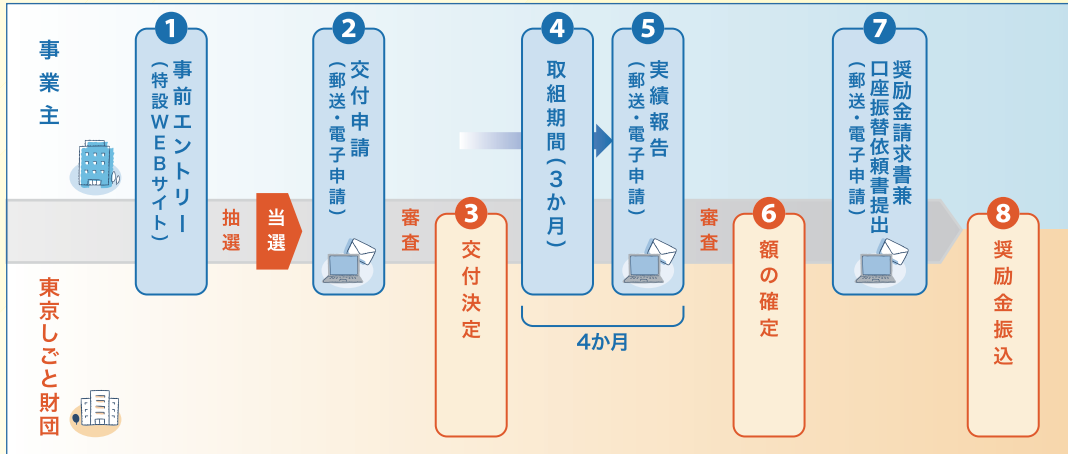 事業主
東京しごと財団
1
事前エントリー
(特設WEBサイト)
抽選
当選
2
交付申請
(郵送・電子申請)
審査
3
交付決定
4
取組期間(3か月)
5
実績報告
(郵送・電子申請)
4か月
審査
6
額の確定
7
奨励金請求書兼
口座振替依頼書提出
(郵送・電子申請)
8
奨励金振込